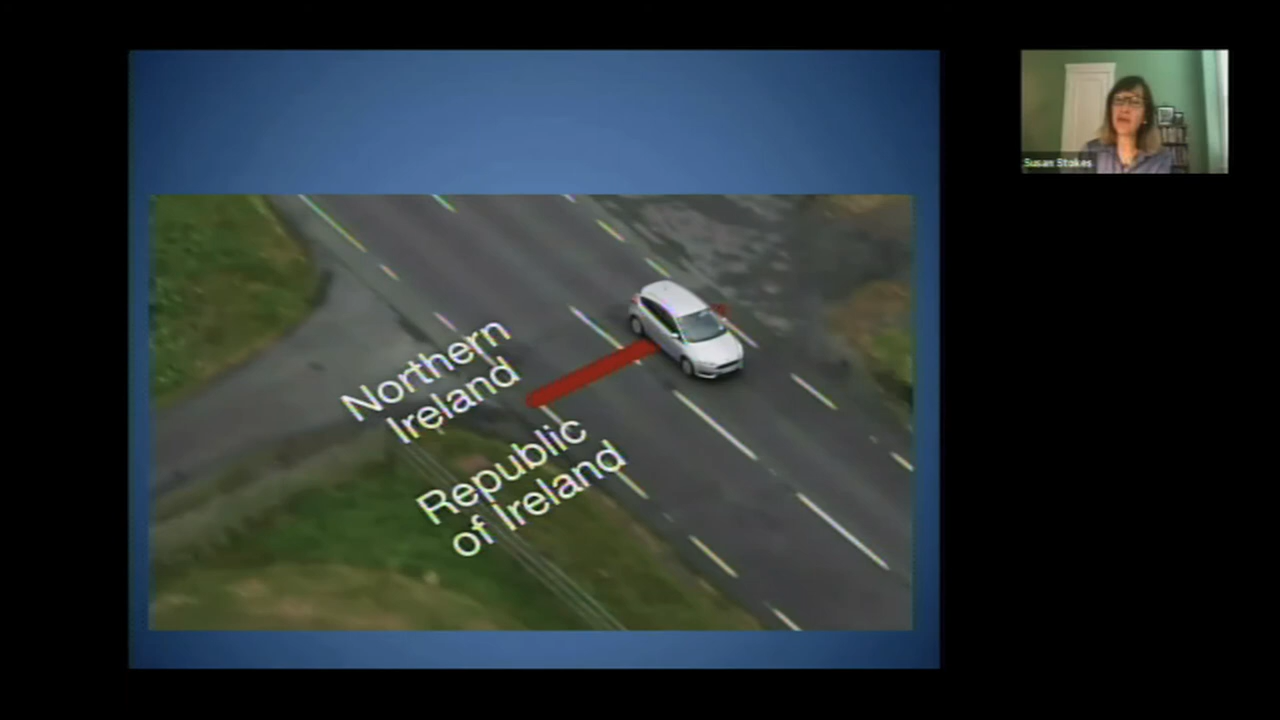 Northern
Ireland
Republic
of Ireland
Susan Stokes